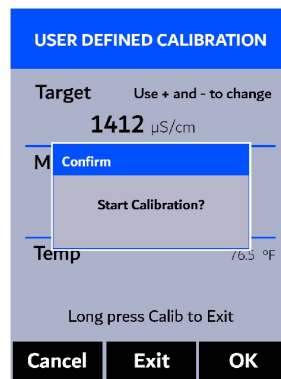 USER DEFINED CALIBRATION
Target Use + and - to change
1412 µS/cm
M
Confirm
Start Calibration?
Temp 76.5 °F
Long press Calib to Exit
Cancel Exit OK